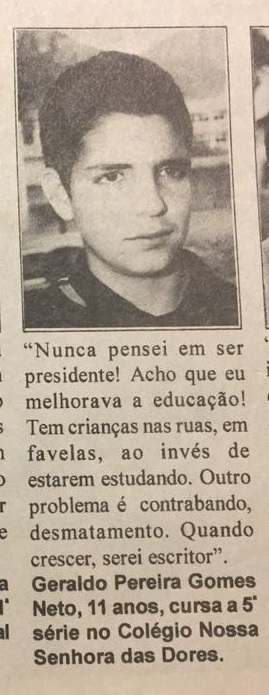 “Nunca pensei em ser
presidente! Acho que eu
melhorava a educação!
Tem crianças nas ruas, em
favelas, ao invés de
estarem estudando. Outro
problema é contrabando,
desmatamento. Quando
crescer, serei escritor”.
Geraldo Pereira Gomes
Neto, 11 anos, cursa a 5ª
série no Colégio Nossa
Senhora das Dores.